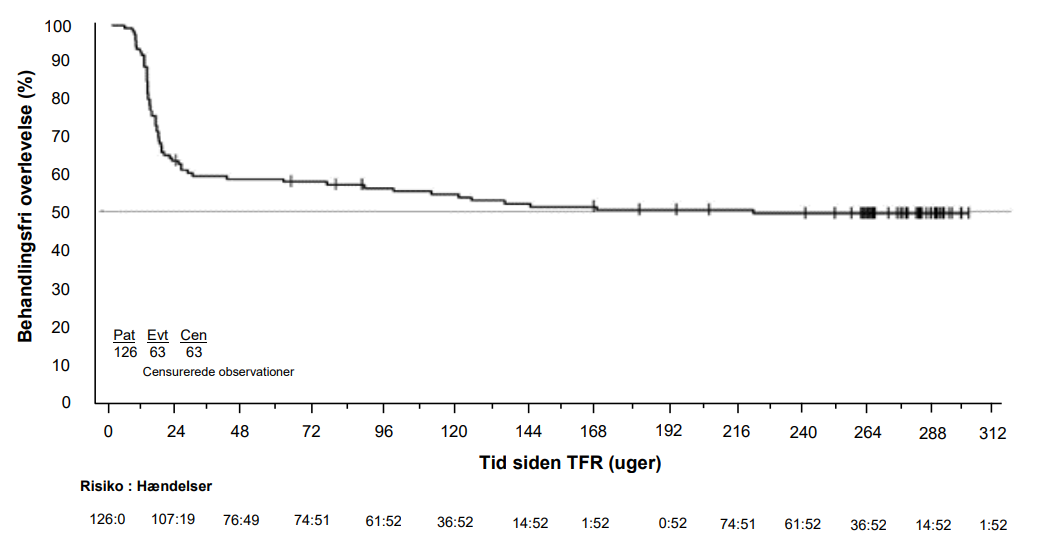 Behandlingsfri overlevelse (%)
100
90
80
70
60
50
40
30
20
10
0
Pat Evt Cen
126 63 63
Censurerede observationer
0 24 48 72 96 120 144 168 192 216 240 264 288 312
Tid siden TFR (uger)
Risiko : Hændelser
126:0 107:19 76:49 74:51 61:52 36:52 14:52 1:52 0:52 74:51 61:52 36:52 14:52 1:52